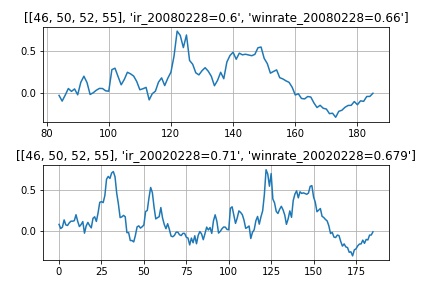 [[46, 50, 52, 55], 'ir_20080228=0.6', 'winrate_20080228=0.66']
0.5
0.0
80 100 120 140 160 180
[[46, 50, 52, 55], 'ir_20020228=0.71', 'winrate_20020228=0.679']
0.5
0.0
0 25 50 75 100 125 150 175